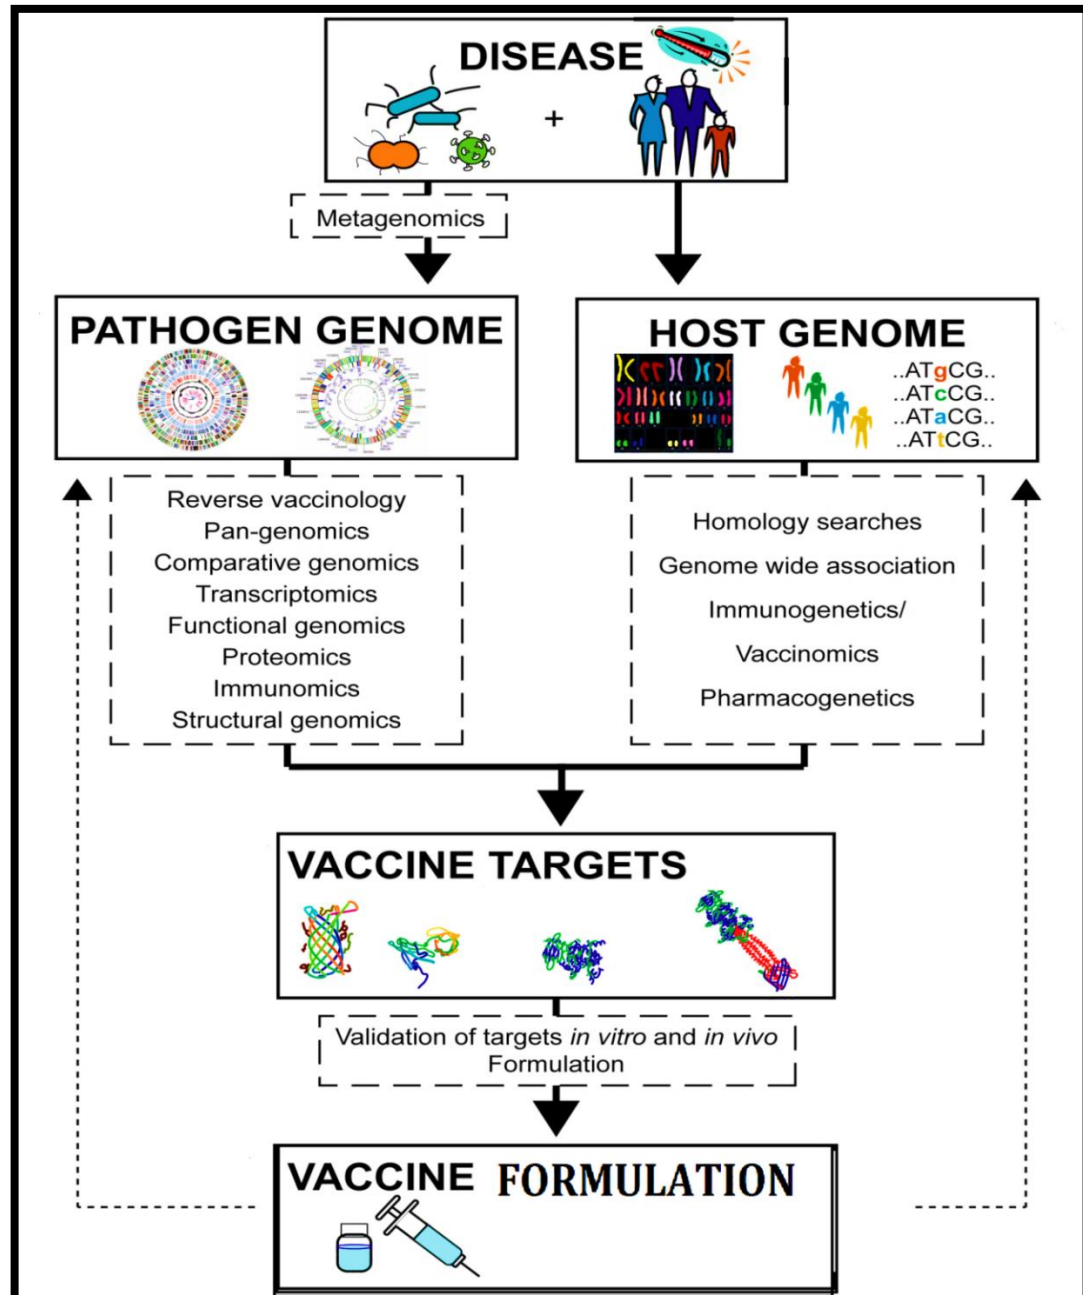 DISEASE
+
Metagenomics
PATHOGEN GENOME
HOST GENOME
..ATgCG..
..ATcCG..
..ATaCG..
..ATtCG..
Reverse vaccinology
Pan-genomics
Comparative genomics
Transcriptomics
Functional genomics
Proteomics
Immunomics
Structural genomics
Homology searches
Genome wide association
Immunogenetics/
Vaccinomics
Pharmacogenetics
VACCINE TARGETS
Validation of targets in vitro and in vivo
Formulation
VACCINE FORMULATION